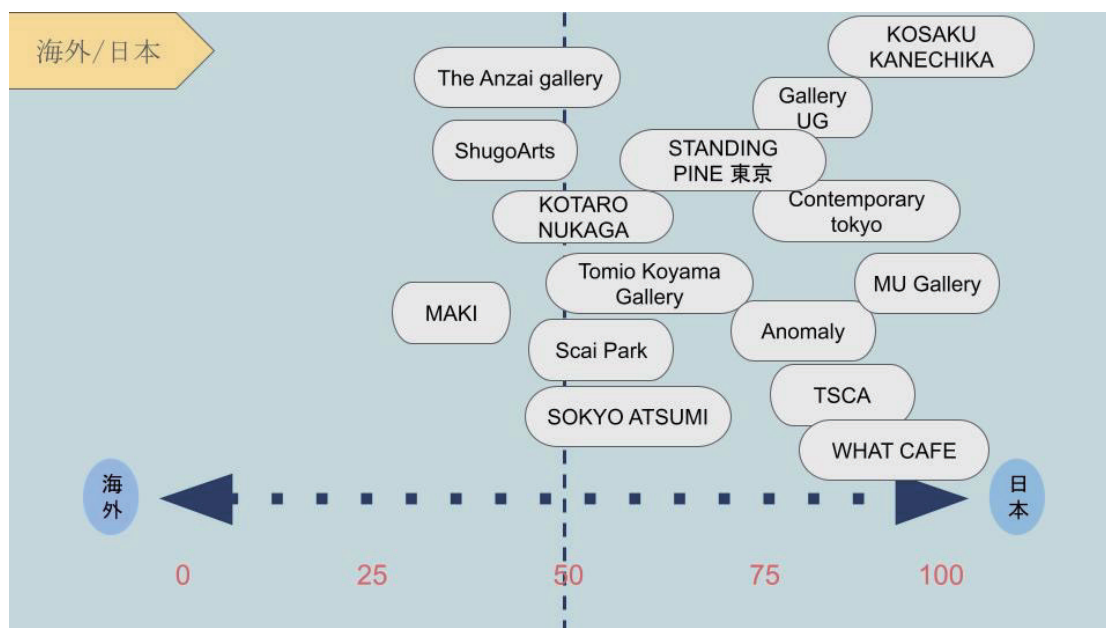 海外/日本
KOSAKU
KANECHIKA
The Anzai gallery
Gallery
UG
ShugoArts
STANDING
PINE 東京
KOTARO
NUKAGA
Contemporary
tokyo
Tomio Koyama
Gallery
MU Gallery
MAKI
Anomaly
Scai Park
TSCA
SOKYO ATSUMI
WHAT CAFE
海
外
日
本
0
25
50
75
100